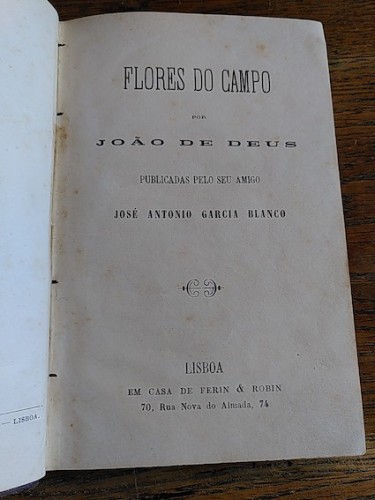 FLORES DO CAMPO
POR
JOÃO DE DEUS
PUBLICADAS PELO SEU AMIGO
JOSÉ ANTONIO GARCIA BLANCO
LISBOA
EM CASA DE FERIN & ROBIN
70, Rua Nova do Almada, 74
— LISBOA.